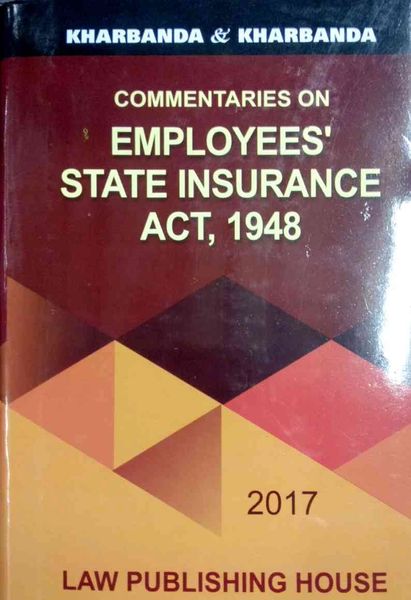 KHARBANDA & KHARBANDA
COMMENTARIES ON
EMPLOYEES'
STATE INSURANCE
ACT, 1948
2017
LAW PUBLISHING HOUSE